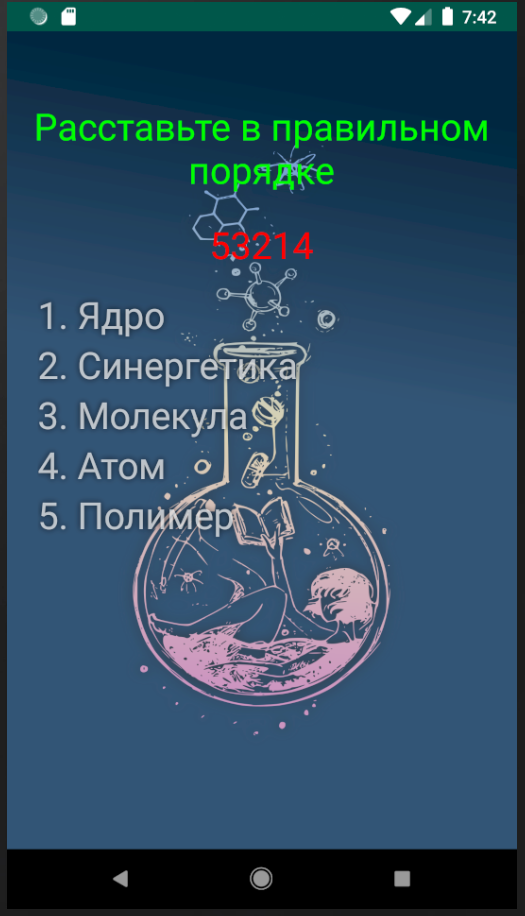 7:42
Расставьте в правильном
порядке
53214
1. Ядро
2. Синергетика
3. Молекула
4. Атом
5. Полимер